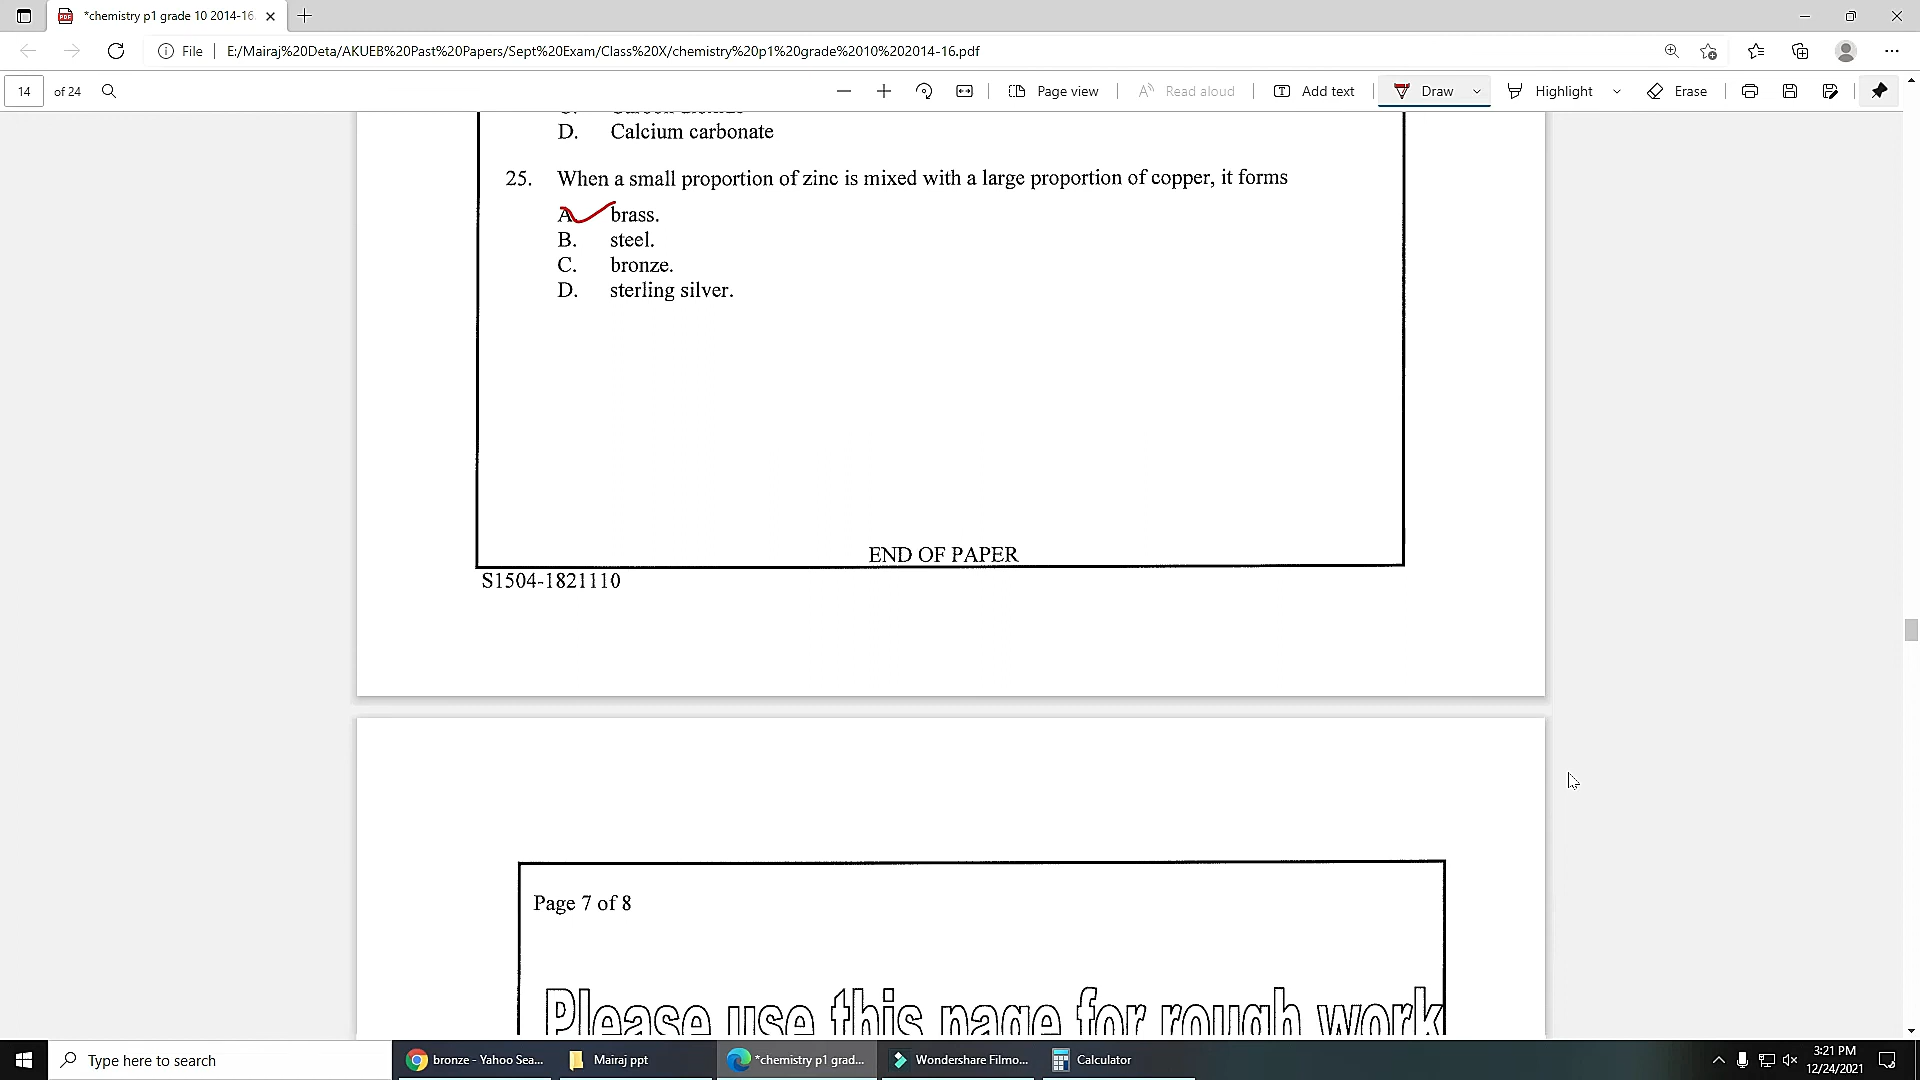 *chemistry p1 grade 10 2014-16
File
E:/Mairaj%20Deta/AKUEB%20Past%20Papers/Sept%20Exam/Class%20X/chemistry%20p1%20grade%2010%202014-16.pdf
14 of 24
Page view
Read aloud
Add text
Draw
Highlight
Erase
D. Calcium carbonate
25. When a small proportion of zinc is mixed with a large proportion of copper, it forms
A brass.
B. steel.
C. bronze.
D. sterling silver.
END OF PAPER
S1504-1821110
Page 7 of 8
Please use this page for rough work
Type here to search
bronze - Yahoo Sea...
Mairaj ppt
*chemistry p1 grad...
Wondershare Filmo...
Calculator
3:21 PM
12/24/2021